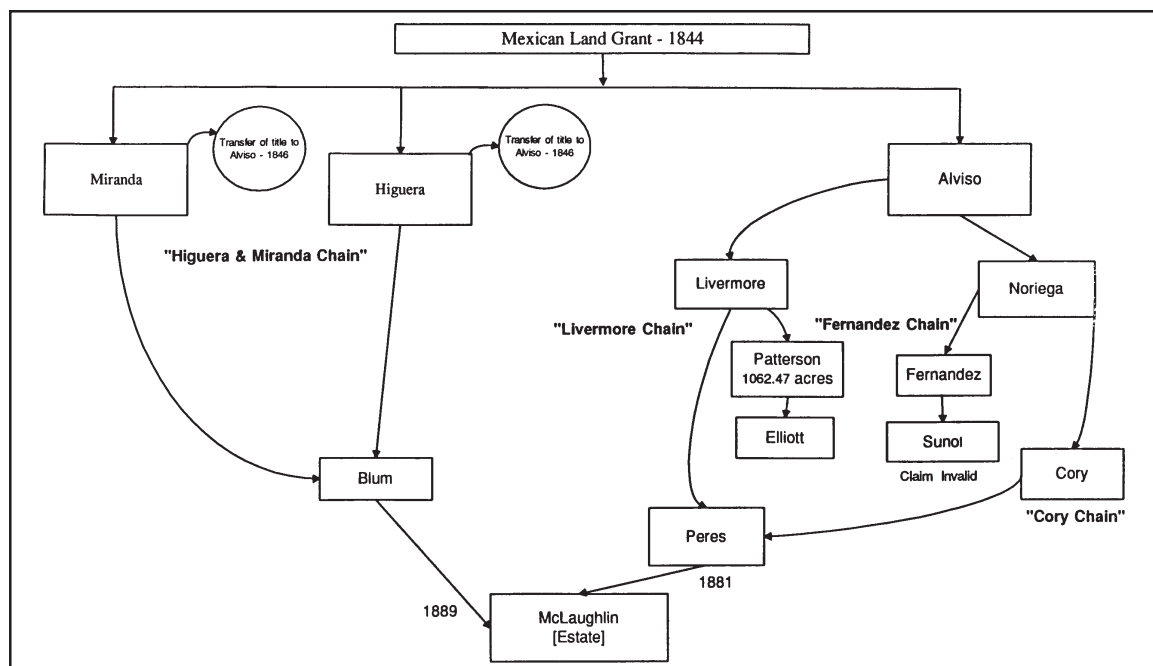 Mexican Land Grant - 1844
Miranda
Transfer of title to
Alviso - 1846
Higuera
Transfer of title to
Alviso - 1846
Alviso
"Higuera & Miranda Chain"
Livermore
Noriega
"Livermore Chain"
"Fernandez Chain"
Patterson
1062.47 acres
Fernandez
Elliott
Sunol
Claim Invalid
Blum
Cory
"Cory Chain"
Peres
1881
1889
McLaughlin
[Estate]